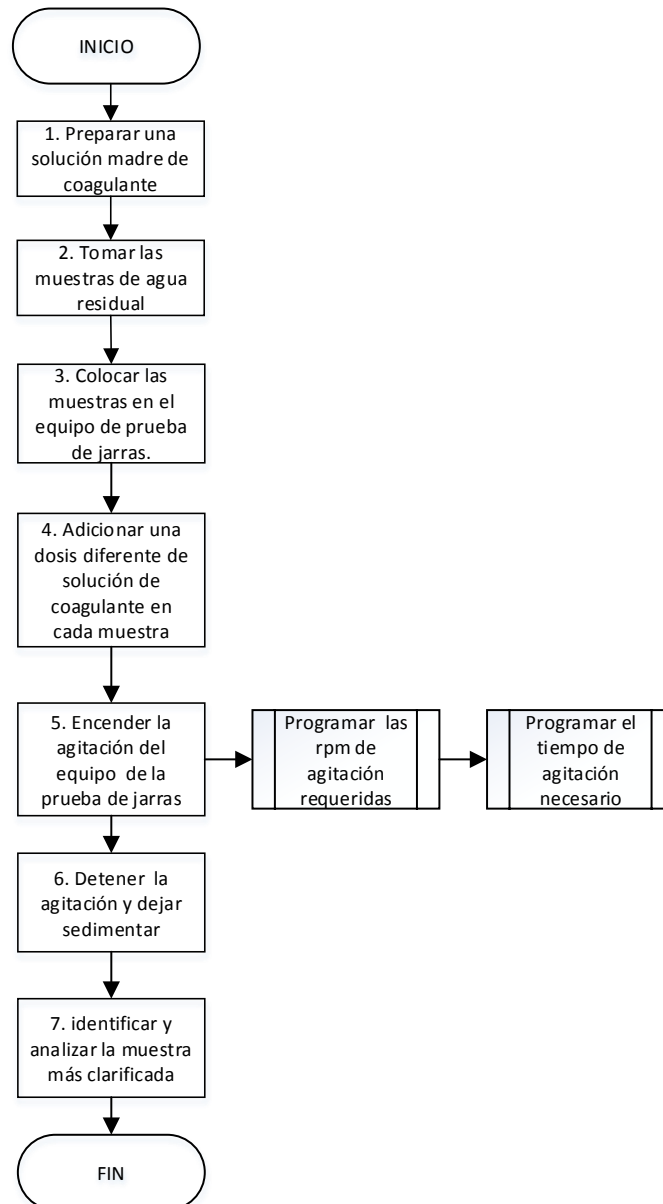 INICIO
1. Preparar una
solución madre de
coagulante
2. Tomar las
muestras de agua
residual
3. Colocar las
muestras en el
equipo de prueba
de jarras.
4. Adicionar una
dosis diferente de
solución de
coagulante en
cada muestra
5. Encender la
agitación del
equipo de la
prueba de jarras
Programar las
rpm de
agitación
requeridas
Programar el
tiempo de
agitación
necesario
6. Detener la
agitación y dejar
sedimentar
7. identificar y
analizar la muestra
más clarificada
FIN